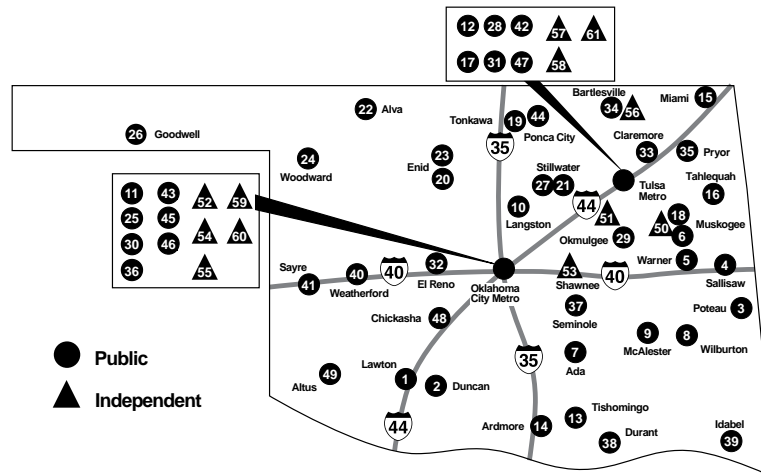 12 28 42 57 61
17 31 47 58
Bartlesville
34 56
Miami 15
22 Alva
Tonkawa 19 44
Ponca City
26 Goodwell
35
Claremore
33 35 Pryor
24
Woodward
Enid 23
20
Stillwater
27 21
Tulsa
Metro
Tahlequah
16
11 43 52 59
25 45
30 46 54 60
36 55
10
Langston
44
51
Okmulgee 29
50 18
6
Muskogee
Sayre
41
40
Weatherford
40
32
El Reno
Oklahoma
City Metro
53
Shawnee
40
Warner 5
4
Sallisaw
Chickasha 48
37
Seminole
Poteau 3
9
McAlester
8
Wilburton
Public
35
7
Ada
Altus 49
Lawton 1
2 Duncan
Independent
44
Ardmore 14
13 Tishomingo
38 Durant
Idabel
39